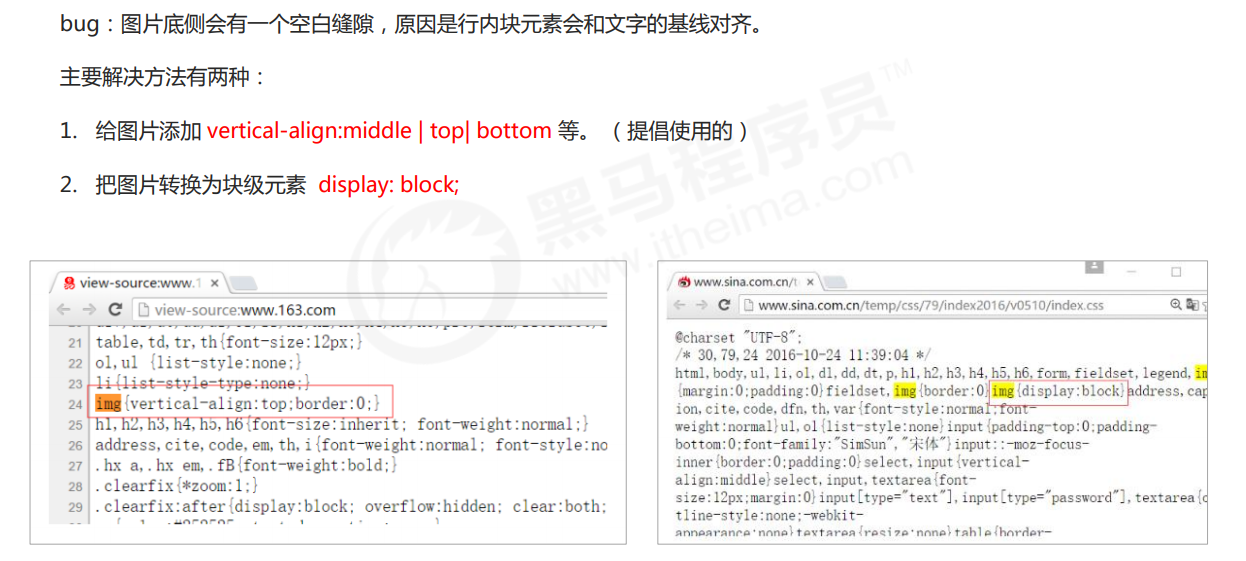 bug：图片底侧会有一个空白缝隙，原因是行内块元素会和文字的基线对齐。
主要解决方法有两种：
1. 给图片添加 vertical-align:middle | top| bottom 等。 （提倡使用的）
2. 把图片转换为块级元素 display: block;
黑马程序员™
www.itheima.com
view-source:www.1
view-source:www.163.com
21 table,td,tr,th{font-size:12px;}
22 ol,ul {list-style:none;}
23 li{list-style-type:none;}
24 img{vertical-align:top;border:0;}
25 h1,h2,h3,h4,h5,h6{font-size:inherit; font-weight:normal;}
26 address,cite,code,em,th,i{font-weight:normal; font-style:no
27 .hx a,.hx em,.fB{font-weight:bold;}
28 .clearfix{*zoom:1;}
29 .clearfix:after{display:block; overflow:hidden; clear:both;
www.sina.com.cn/t
www.sina.com.cn/temp/css/79/index2016/v0510/index.css
@charset "UTF-8";
/* 30,79,24 2016-10-24 11:39:04 */
html,body,ul,li,ol,dl,dd,dt,p,h1,h2,h3,h4,h5,h6,form,fieldset,legend,im
{margin:0;padding:0}fieldset,img{border:0}img{display:block}address,cap
ion,cite,code,dfn,th,var{font-style:normal;font-
weight:normal}ul,ol{list-style:none}input{padding-top:0;padding-
bottom:0;font-family:"SimSun","宋体"}input::-moz-focus-
inner{border:0;padding:0}select,input{vertical-
align:middle}select,input,textarea{font-
size:12px;margin:0}input[type="text"],input[type="password"],textarea{o
tline-style:none;-webkit-
appearance:none}textarea{resize:none}table{border-